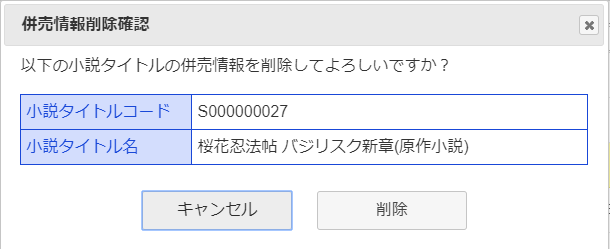 併売情報削除確認
以下の小説タイトルの併売情報を削除してよろしいですか？
小説タイトルコード S000000027
小説タイトル名 桜花忍法帖 バジリスク新章(原作小説)
キャンセル 削除